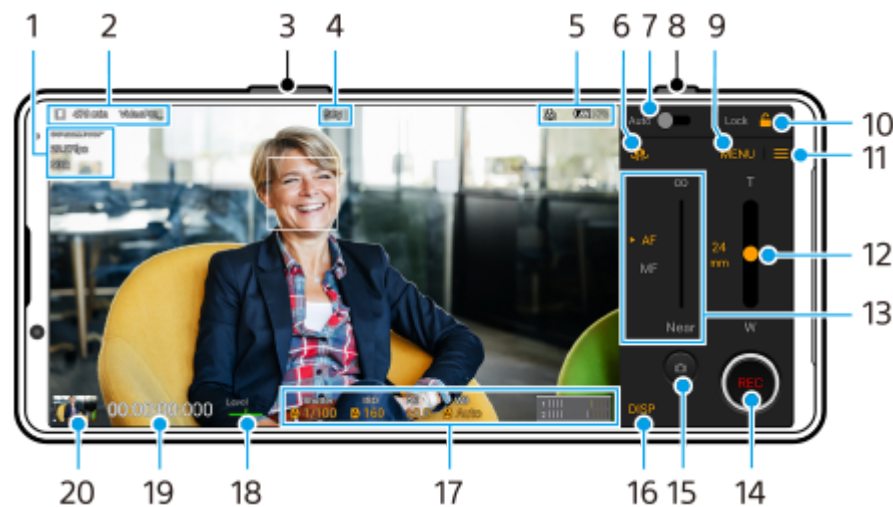 1 2 3 4 5 6 7 8 9
Auto Lock
10
MENU
11
T
∞
AF
MF
24
mm
12
13
Near
W
REC
Level
00:00:00:000
Shutter ISO
1/100 160 Auto
DISP
20 19 18 17 16 15 14